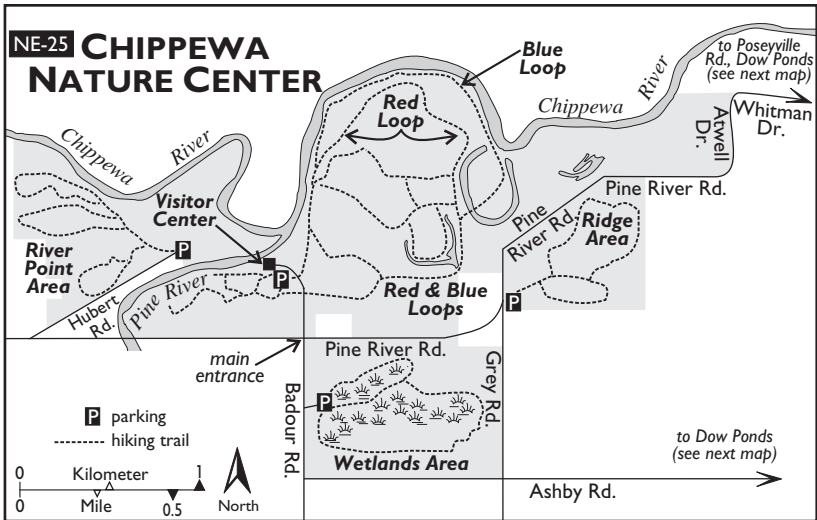 NE-25 CHIPPEWA
NATURE CENTER
Blue
Loop
to Poseyville
Rd., Dow Ponds
(see next map)
Red
Loop
Chippewa
River
Atwell
Dr.
Whitman
Dr.
Chippewa
River
Visitor
Center
Pine River Rd.
Pine
River Rd.
Ridge
Area
P
River
Point
Area
P
Pine River
Red & Blue
Loops
P
Hubert
Rd.
main
entrance
Pine River Rd.
Grey Rd.
Badour Rd.
P
P parking
hiking trail
Wetlands Area
to Dow Ponds
(see next map)
0 Kilometer 1
0 Mile 0.5
North
Ashby Rd.